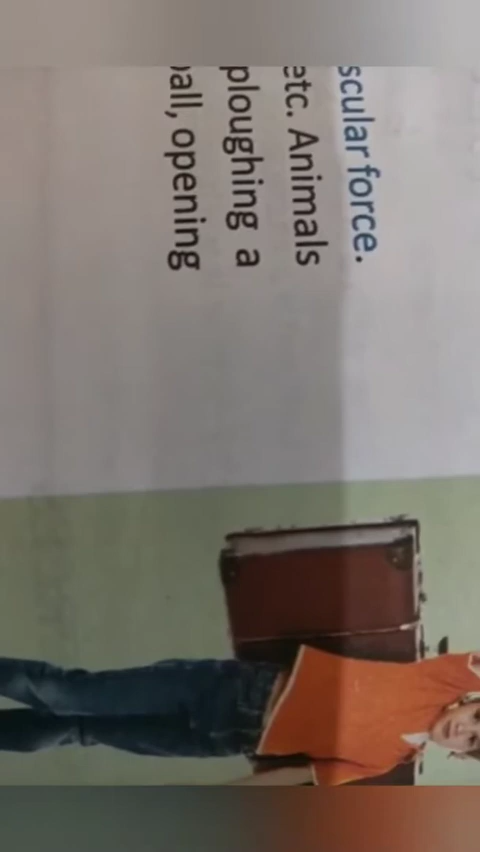 scular force.
etc. Animals
ploughing a
all, opening